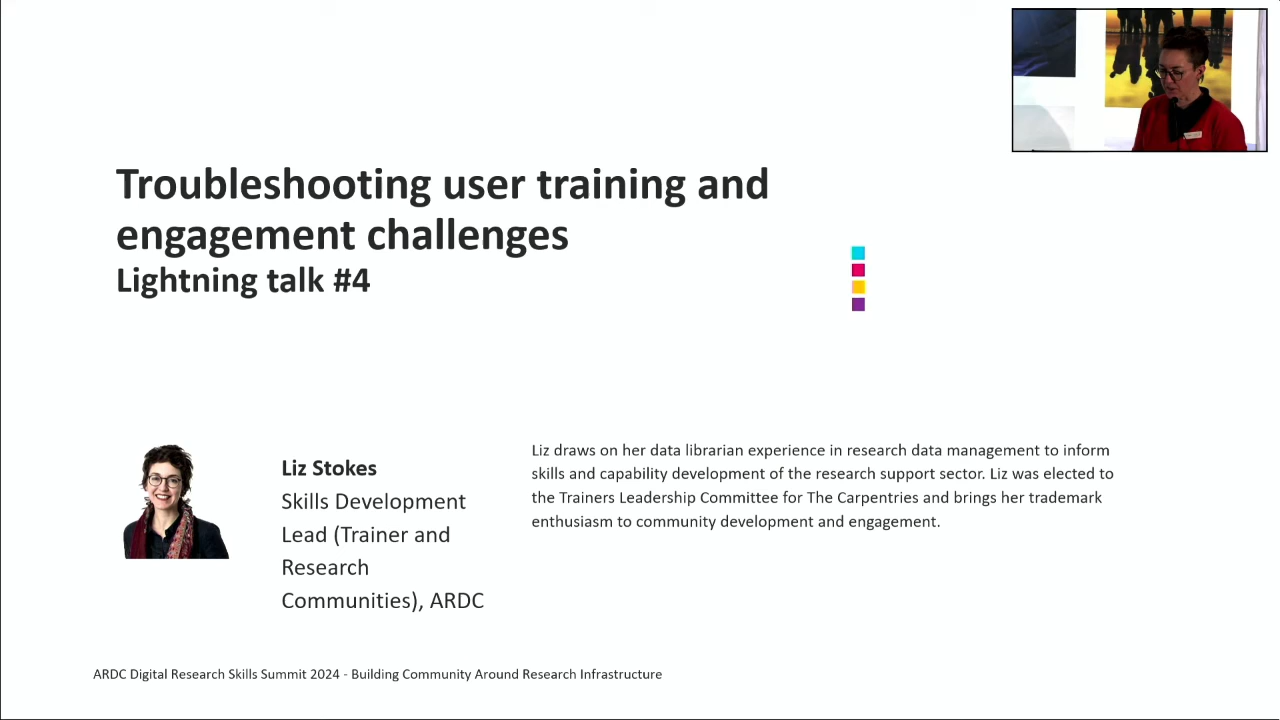 Troubleshooting user training and
engagement challenges
Lightning talk #4
Liz Stokes
Skills Development
Lead (Trainer and
Research
Communities), ARDC
Liz draws on her data librarian experience in research data management to inform
skills and capability development of the research support sector. Liz was elected to
the Trainers Leadership Committee for The Carpentries and brings her trademark
enthusiasm to community development and engagement.
ARDC Digital Research Skills Summit 2024 - Building Community Around Research Infrastructure